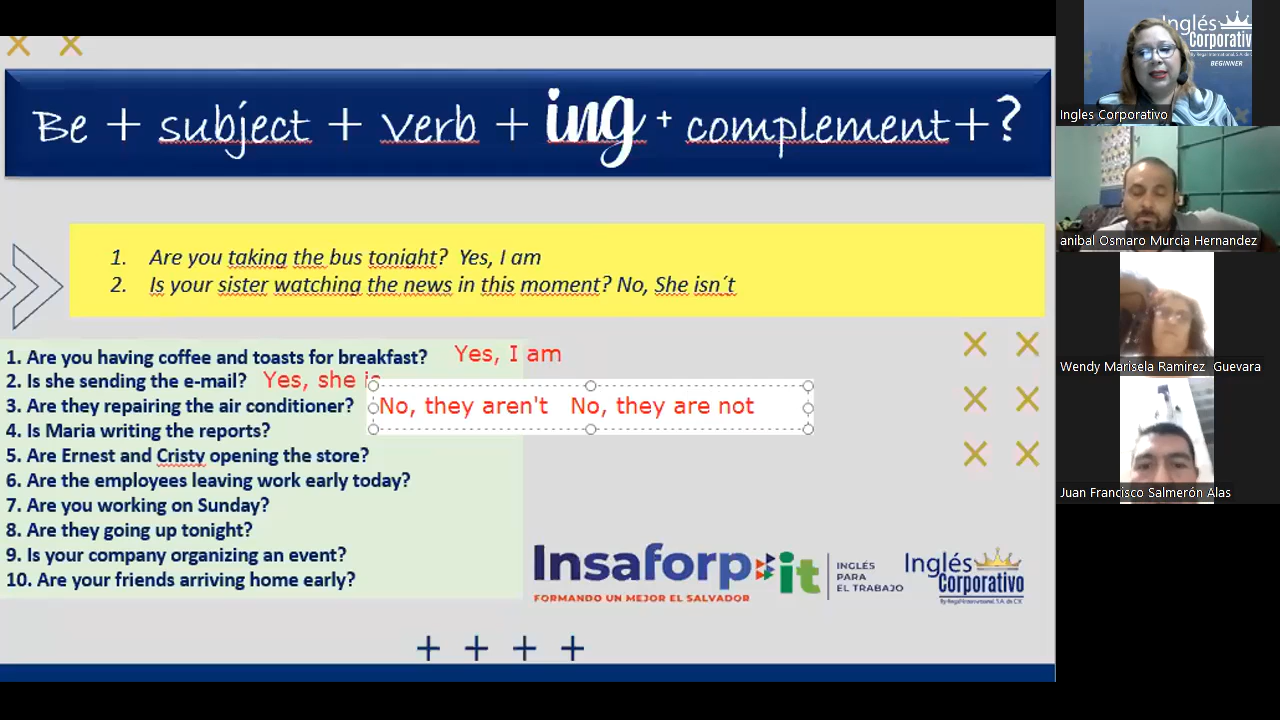 Be + subject + verb + ing + complement + ?
1. Are you taking the bus tonight? Yes, I am
2. Is your sister watching the news in this moment? No, She isn´t
1. Are you having coffee and toasts for breakfast? Yes, I am
2. Is she sending the e-mail? Yes, she is
3. Are they repairing the air conditioner? No, they aren't No, they are not
4. Is Maria writing the reports?
5. Are Ernest and Cristy opening the store?
6. Are the employees leaving work early today?
7. Are you working on Sunday?
8. Are they going up tonight?
9. Is your company organizing an event?
10. Are your friends arriving home early?
Insaforp it
FORMANDO UN MEJOR EL SALVADOR
INGLÉS
PARA
EL TRABAJO
Inglés
Corporativo
+ + + +
Inglés
Corporativ
BEGINNER
Ingles Corporativo
anibal Osmaro Murcia Hernandez
Wendy Marisela Ramírez Guevara
Juan Francisco Salmerón Alas